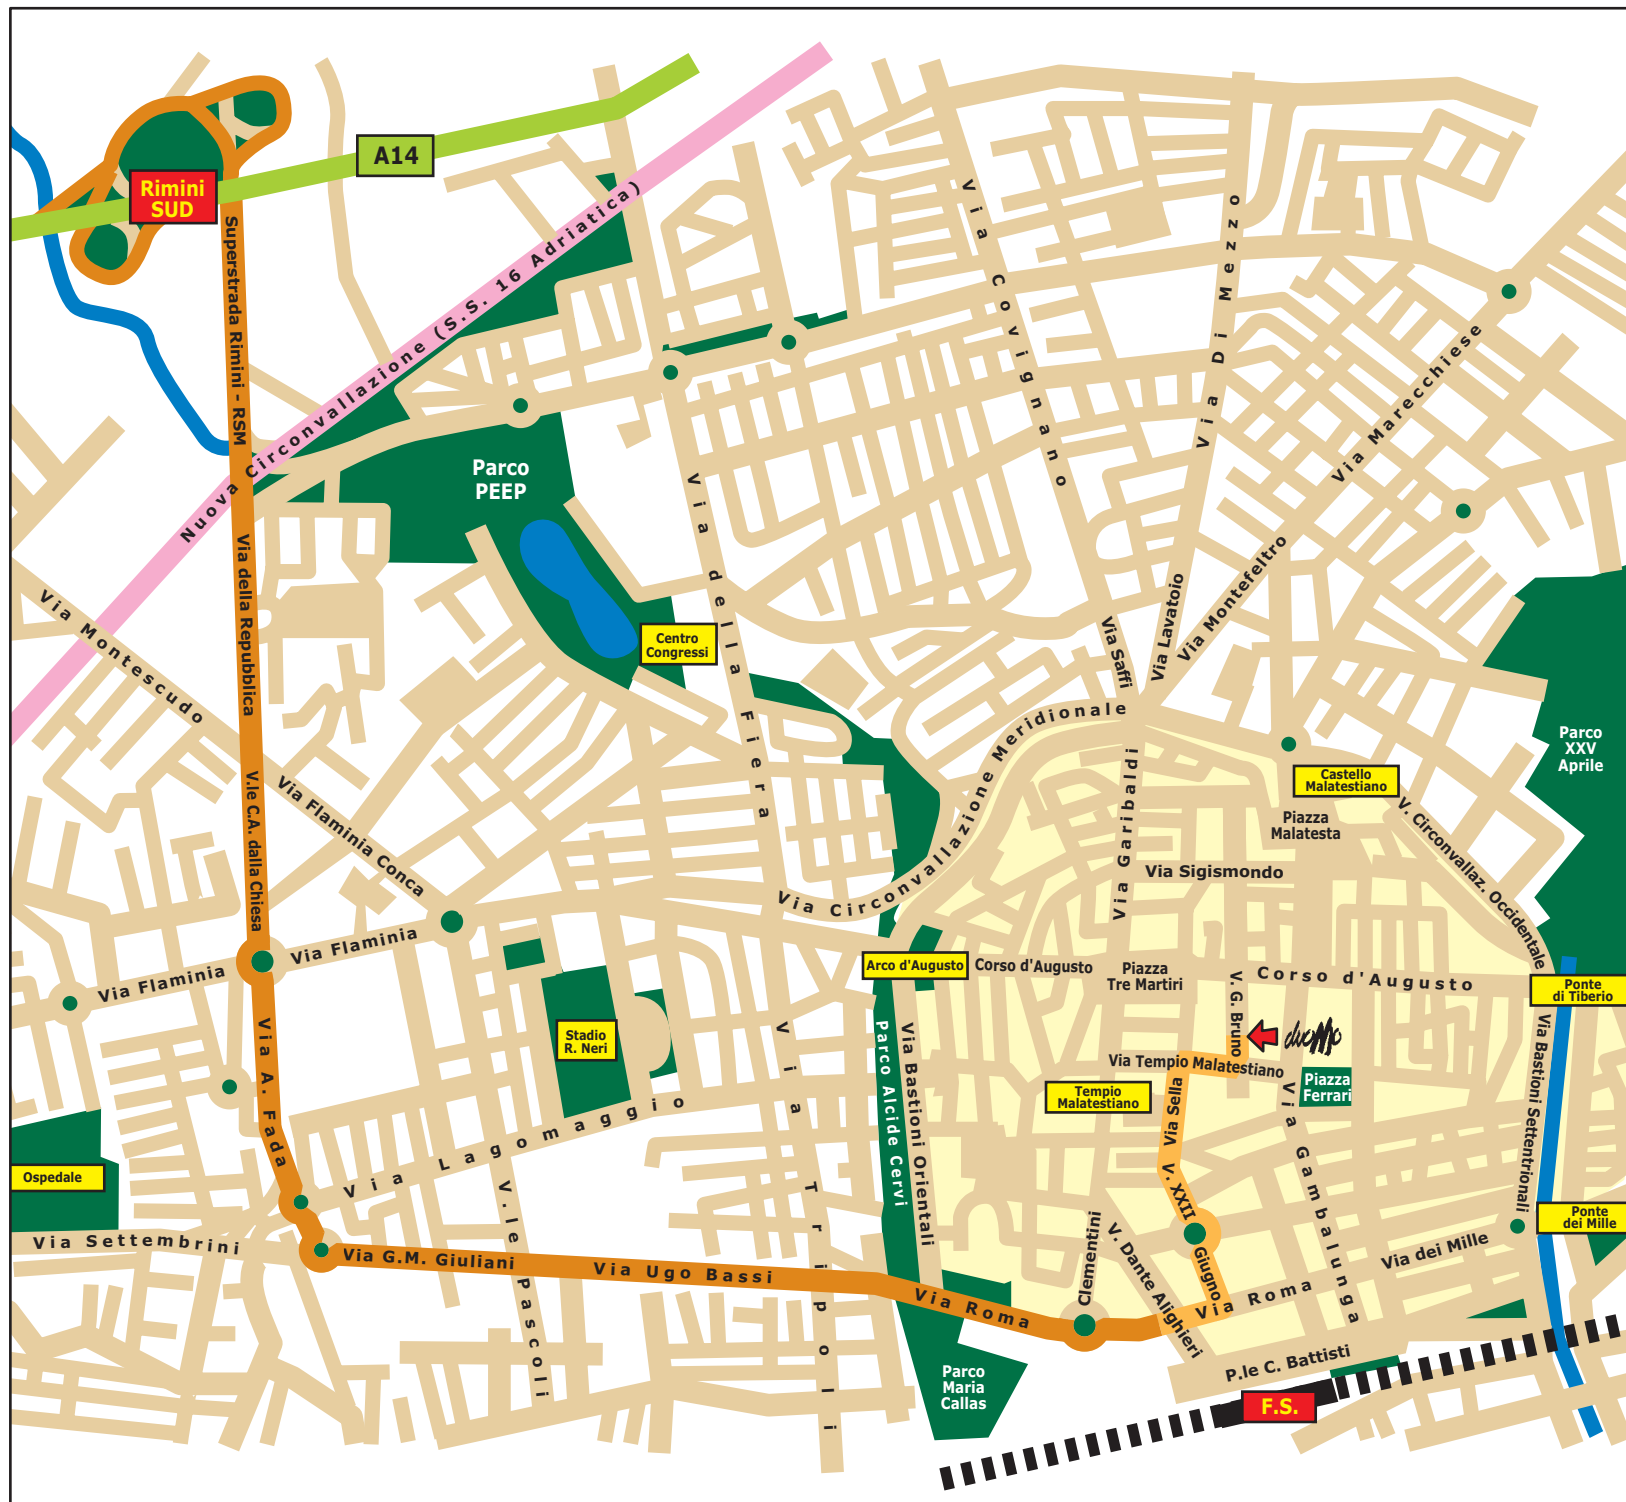 A14
Rimini
SUD
Superstrada Rimini - RSM
Nuova Circonvallazione (S.S. 16 Adriatica)
Via Covignano
Via Di Mezzo
Via Marecchiese
Parco
PEEP
Via della Fiera
Via della Repubblica
Via Montescudo
Centro
Congressi
Via Saffi
Via Lavatoio
Via Montefeltro
Parco
XXV
Aprile
Via Circonvallazione Meridionale
Castello
Malatestiano
V. Circonvallaz. Occidentale
Piazza
Malatesta
Via Garibaldi
Via Sigismondo
V.le C.A. dalla Chiesa
Via Flaminia Conca
Via Flaminia
Via Flaminia
Arco d'Augusto
Corso d'Augusto
Piazza
Tre Martiri
V. G. Bruno
Corso d'Augusto
Ponte
di Tiberio
Stadio
R. Neri
Via A. Fada
Via Tripoli
Parco Alcide Cervi
Via Bastioni Orientali
duoMo
Via Tempio Malatestiano
Piazza
Ferrari
Tempio
Malatestiano
Via Sella
Via Gambalunga
Via Bastioni Settentrionali
Via Lagomaggio
Ospedale
V.le Pascoli
V. XXII Giugno
Ponte
dei Mille
Via Settembrini
Via G.M. Giuliani
Via Ugo Bassi
Via Roma
Clementini
V. Dante Alighieri
Via Roma
Via dei Mille
P.le C. Battisti
Parco
Maria
Callas
F.S.